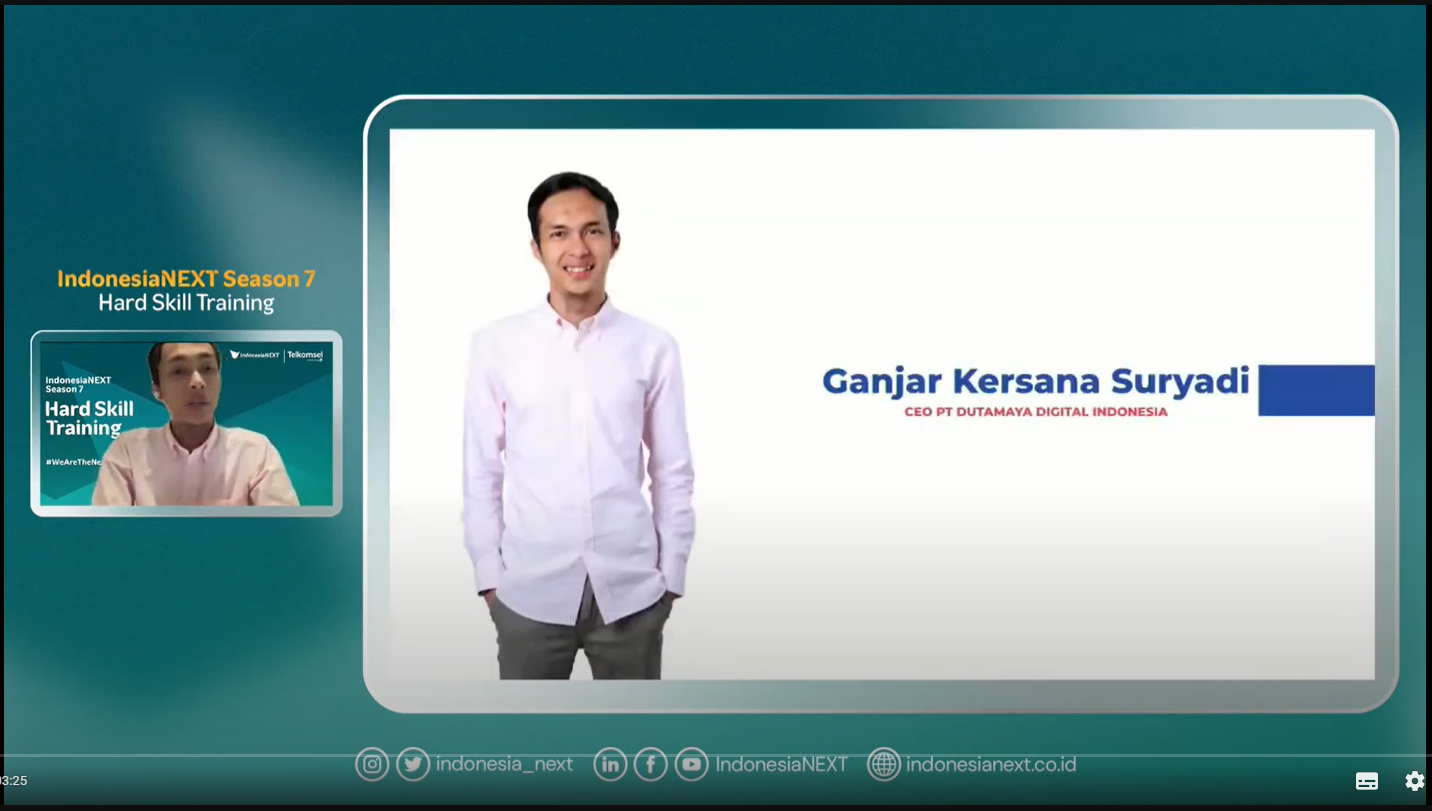 IndonesiaNEXT Season 7
Hard Skill Training
IndonesiaNEXT
Telkomsel
IndonesiaNEXT
Season 7
Hard Skill
Training
#WeAreTheNe
Ganjar Kersana Suryadi
CEO PT DUTAMAYA DIGITAL INDONESIA
indonesia_next
IndonesiaNEXT
indonesianext.co.id
3:25